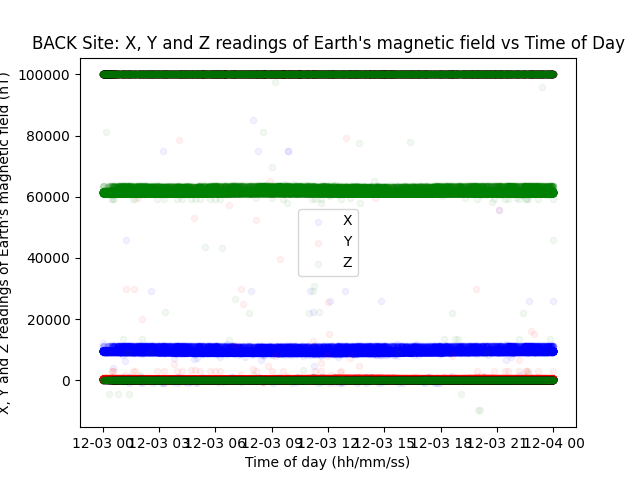 BACK Site: X, Y and Z readings of Earth's magnetic field vs Time of Day
X, Y and Z readings of Earth's magnetic field (nT)
100000
80000
60000
40000
20000
0
X
Y
Z
12-03 00 12-03 03 12-03 06 12-03 09 12-03 12 12-03 15 12-03 18 12-03 21 12-04 00
Time of day (hh/mm/ss)